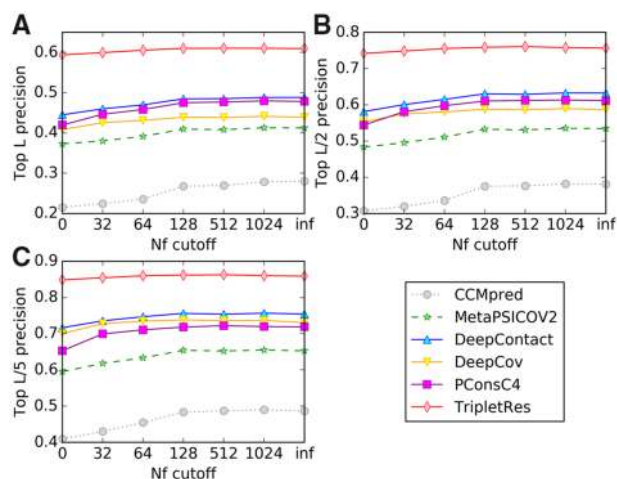 A
Top L precision
0.6
0.5
0.4
0.3
0.2
0 32 64 128 512 1024 inf
Nf cutoff
B
Top L/2 precision
0.8
0.7
0.6
0.5
0.4
0.3
0 32 64 128 512 1024 inf
Nf cutoff
C
Top L/5 precision
0.9
0.8
0.7
0.6
0.5
0.4
0 32 64 128 512 1024 inf
Nf cutoff
CCMpred
MetaPSICOV2
DeepContact
DeepCov
PConsC4
TripletRes